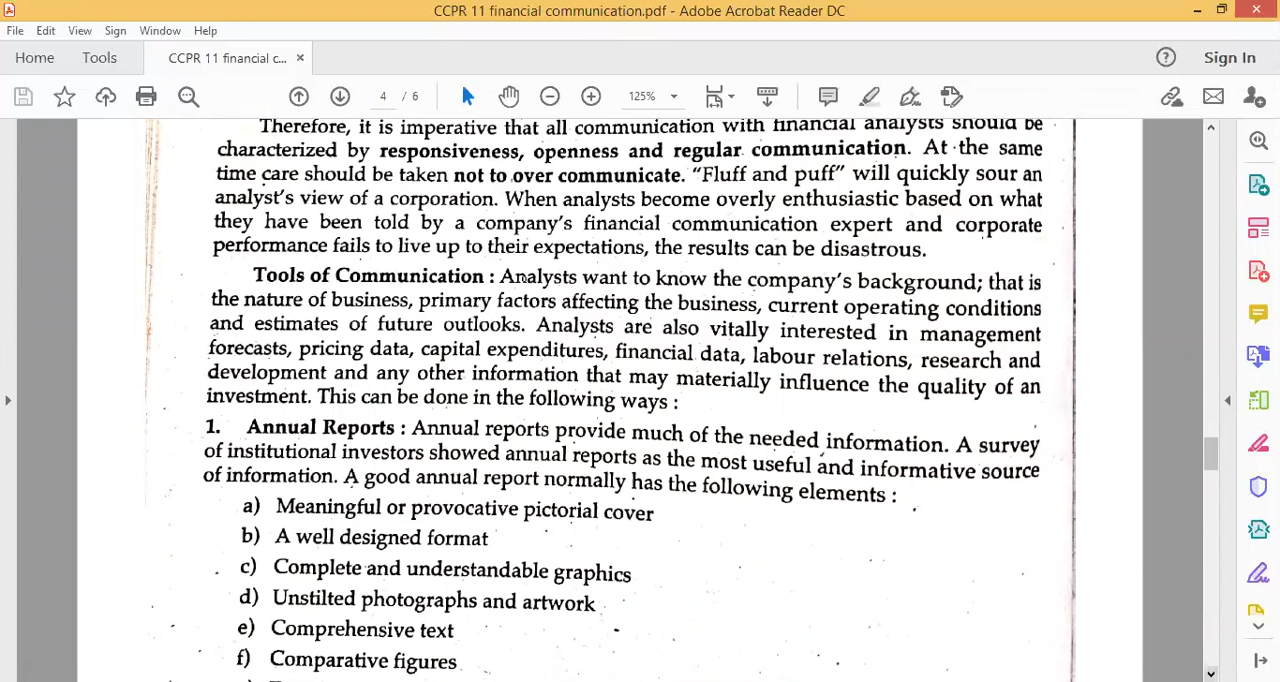 CCPR 11 financial communication.pdf - Adobe Acrobat Reader DC
File Edit View Sign Window Help
Home Tools CCPR 11 financial c... × Sign In
4 / 6 125%
Therefore, it is imperative that all communication with financial analysts should be
characterized by responsiveness, openness and regular communication. At the same
time care should be taken not to over communicate. "Fluff and puff" will quickly sour an
analyst's view of a corporation. When analysts become overly enthusiastic based on what
they have been told by a company's financial communication expert and corporate
performance fails to live up to their expectations, the results can be disastrous.
Tools of Communication : Analysts want to know the company's background; that is
the nature of business, primary factors affecting the business, current operating conditions
and estimates of future outlooks. Analysts are also vitally interested in management
forecasts, pricing data, capital expenditures, financial data, labour relations, research and
development and any other information that may materially influence the quality of an
investment. This can be done in the following ways :
1. Annual Reports : Annual reports provide much of the needed information. A survey
of institutional investors showed annual reports as the most useful and informative source
of information. A good annual report normally has the following elements :
a) Meaningful or provocative pictorial cover
b) A well designed format
c) Complete and understandable graphics
d) Unstilted photographs and artwork
e) Comprehensive text
f) Comparative figures